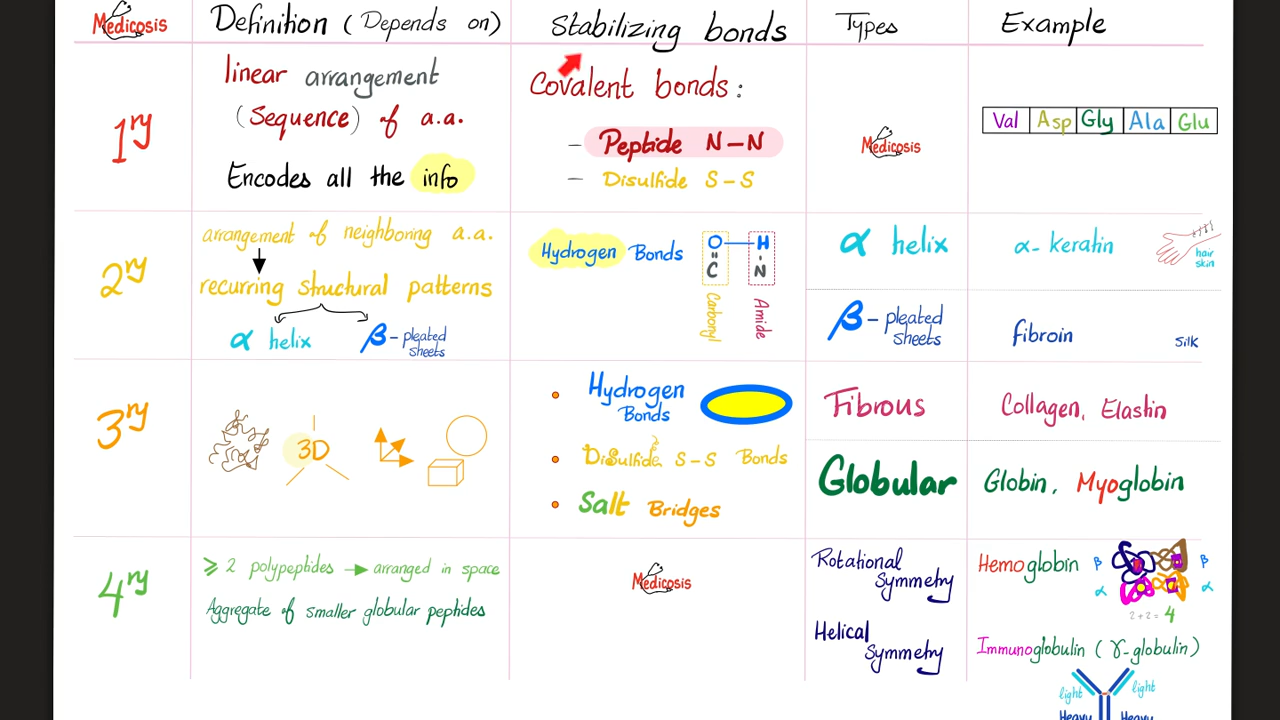 Medicosis
Definition (Depends on)
Stabilizing bonds
Types
Example
1ry
linear arrangement
(Sequence) of a.a.
Encodes all the info
Covalent bonds:
- Peptide N-N
- Disulfide S-S
Medicosis
Val Asp Gly Ala Glu
2ry
arrangement of neighboring a.a.
recurring structural patterns
α helix
β-pleated
sheets
Hydrogen Bonds
O H
C N
Carbonyl
Amide
α helix
α-keratin
hair
skin
β-pleated
sheets
fibroin
Silk
3ry
3D
• Hydrogen
Bonds
• Disulfide S-S Bonds
• Salt Bridges
Fibrous
Collagen, Elastin
Globular
Globin, Myoglobin
4ry
⩾ 2 polypeptides → arranged in space
Aggregate of smaller globular peptides
Medicosis
Rotational
Symmetry
Hemoglobin
β β
α α
2+2= 4
Helical
Symmetry
Immunoglobulin (γ-globulin)
light light
Heavy Heavy